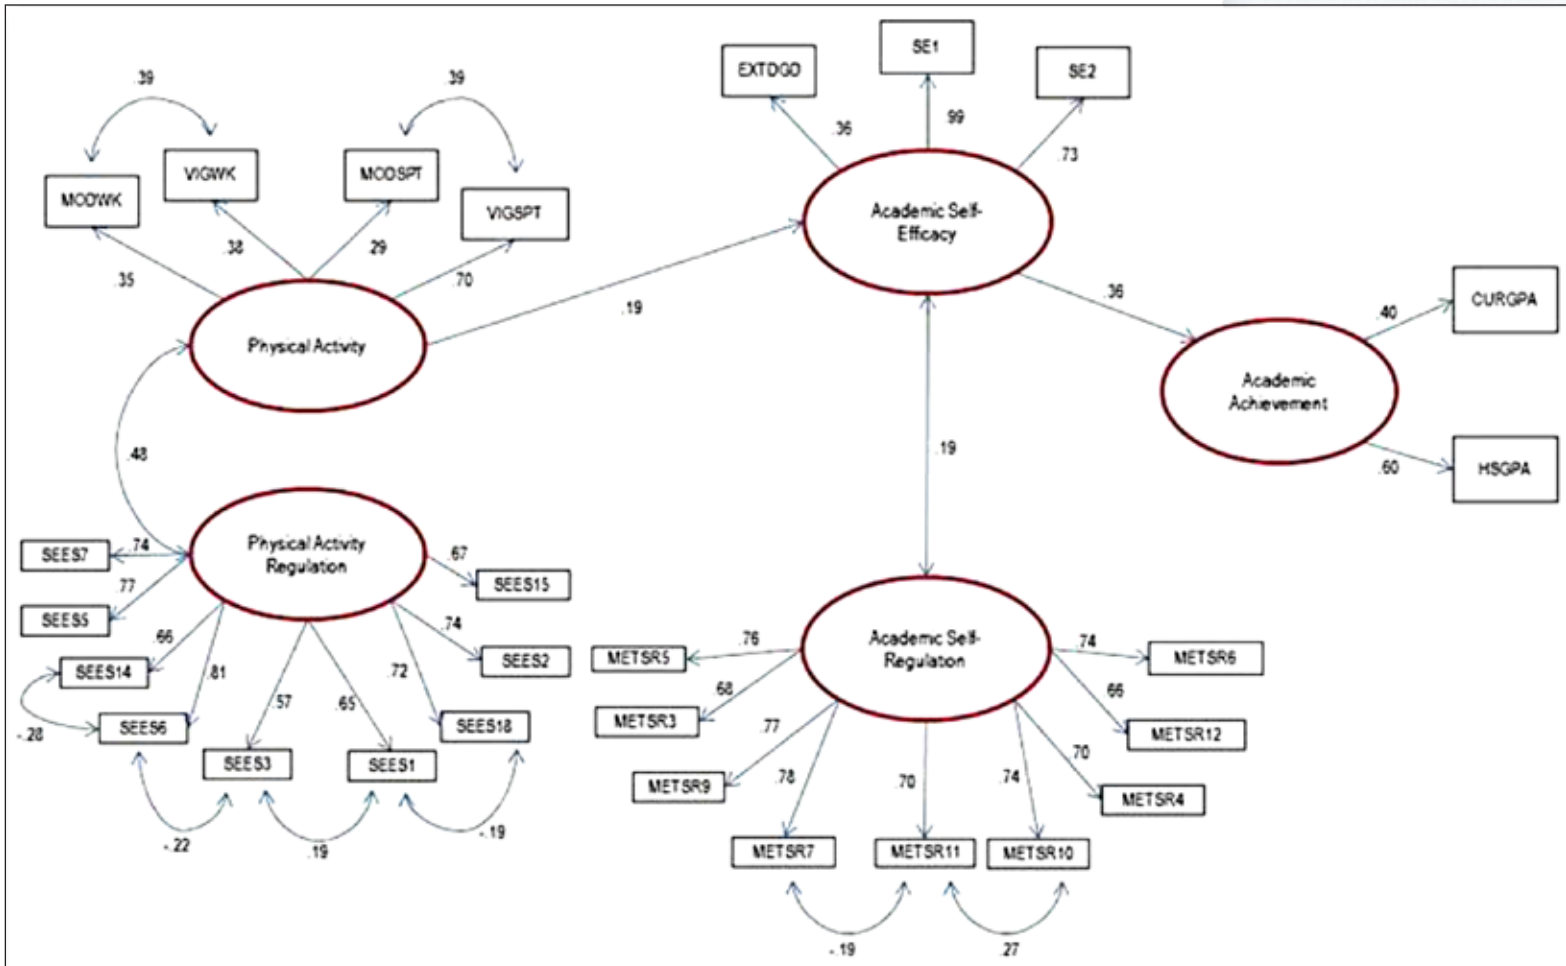 .39
.39
EXTDGD
SE1
SE2
.36
.99
.73
MODWK
VIGWK
MODSPT
VIGSPT
.35
.38
.29
.70
Academic Self-
Efficacy
Physical Activity
.19
.36
CURGPA
.40
Academic
Achievement
.60
HSGPA
.48
.19
Physical Activity
Regulation
SEES7
.74
.77
SEES5
.66
SEES14
.81
-.28
SEES6
.57
SEES3
.65
SEES1
.72
SEES18
.74
SEES2
.67
SEES15
-.22
.19
-.19
Academic Self-
Regulation
METSR5
.76
METSR3
.68
METSR9
.77
METSR7
.78
METSR11
.70
METSR10
.74
METSR4
.70
METSR12
.66
METSR6
.74
-.19
.27